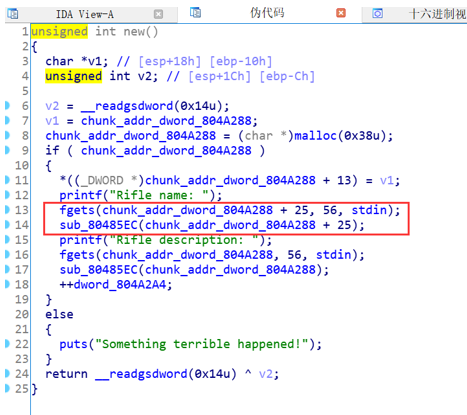 IDA View-A 伪代码 十六进制视
1 unsigned int new()
2 {
3 char *v1; // [esp+18h] [ebp-10h]
4 unsigned int v2; // [esp+1Ch] [ebp-Ch]
5
6 v2 = __readgsdword(0x14u);
7 v1 = chunk_addr_dword_804A288;
8 chunk_addr_dword_804A288 = (char *)malloc(0x38u);
9 if ( chunk_addr_dword_804A288 )
10 {
11 *((_DWORD *)chunk_addr_dword_804A288 + 13) = v1;
12 printf("Rifle name: ");
13 fgets(chunk_addr_dword_804A288 + 25, 56, stdin);
14 sub_80485EC(chunk_addr_dword_804A288 + 25);
15 printf("Rifle description: ");
16 fgets(chunk_addr_dword_804A288, 56, stdin);
17 sub_80485EC(chunk_addr_dword_804A288);
18 ++dword_804A2A4;
19 }
20 else
21 {
22 puts("Something terrible happened!");
23 }
24 return __readgsdword(0x14u) ^ v2;
25 }